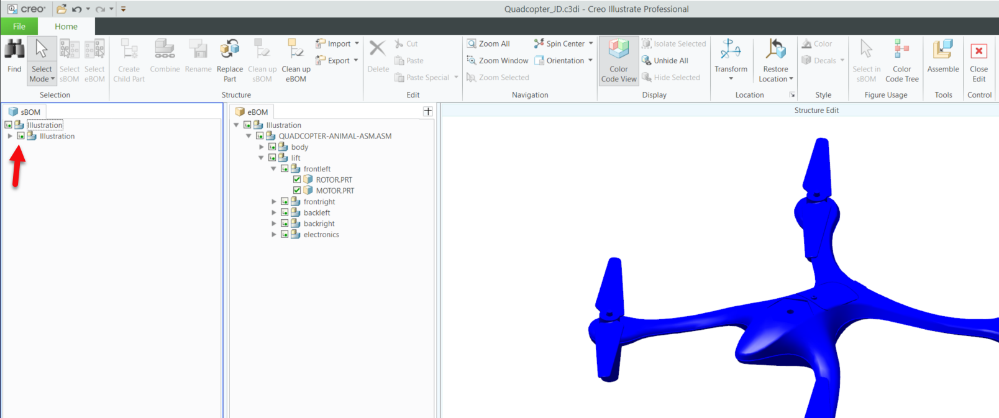 creo
Quadcopter_JD.c3di - Creo Illustrate Professional
File
Home
Find
Select
Mode
Select
sBOM
Select
eBOM
Selection
Create
Child Part
Combine
Rename
Replace
Part
Clean up
sBOM
Clean up
eBOM
Import
Export
Structure
Delete
Cut
Paste
Paste Special
Edit
Zoom All
Zoom Window
Zoom Selected
Spin Center
Orientation
Navigation
Color
Code View
Isolate Selected
Unhide All
Hide Selected
Display
Transform
Restore
Location
Location
Color
Decals
Style
Select in
sBOM
Color
Code Tree
Figure Usage
Assemble
Tools
Close
Edit
Control
sBOM
Illustration
Illustration
eBOM
Illustration
QUADCOPTER-ANIMAL-ASM.ASM
body
lift
frontleft
ROTOR.PRT
MOTOR.PRT
frontright
backleft
backright
electronics
Structure Edit